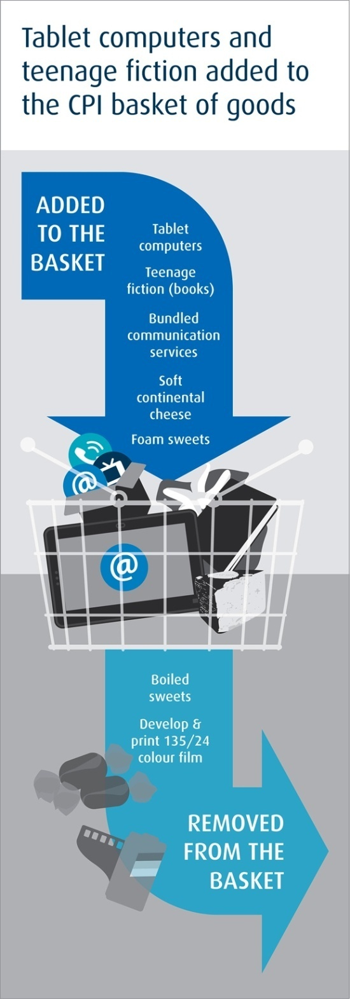 Tablet computers and
teenage fiction added to
the CPI basket of goods
ADDED
TO THE
BASKET
Tablet
computers
Teenage
fiction (books)
Bundled
communication
services
Soft
continental
cheese
Foam sweets
@
@
Boiled
sweets
Develop &
print 135/24
colour film
REMOVED
FROM THE
BASKET